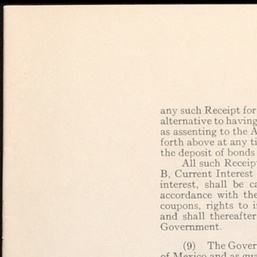 any such Receipt for
alternative to having
as assenting to the A
forth above at any ti
the deposit of bonds
All such Receip
B, Current Interest
interest, shall be ca
accordance with the
coupons, rights to i
and shall thereafter
Government.
(9) The Gover
of Mexico and as gua